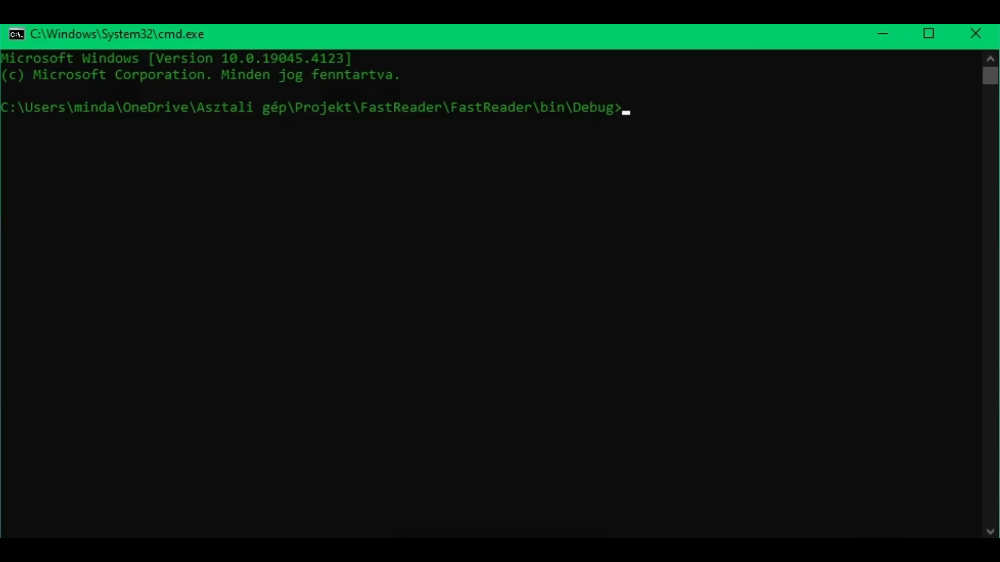 C:\Windows\System32\cmd.exe
Microsoft Windows [Version 10.0.19045.4123]
(c) Microsoft Corporation. Minden jog fenntartva.
C:\Users\minda\OneDrive\Asztali gép\Projekt\FastReader\FastReader\bin\Debug>